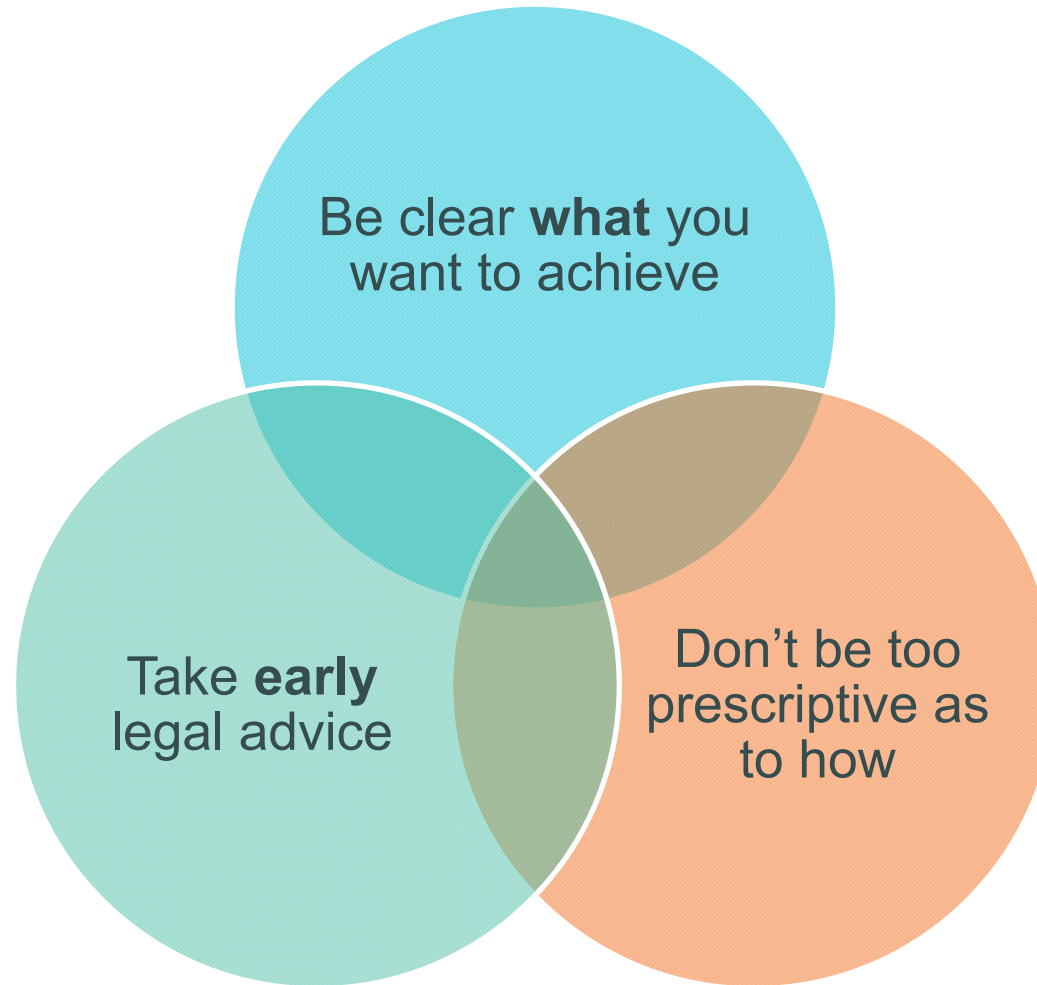 Be clear what you
want to achieve
Take early
legal advice
Don’t be too
prescriptive as
to how